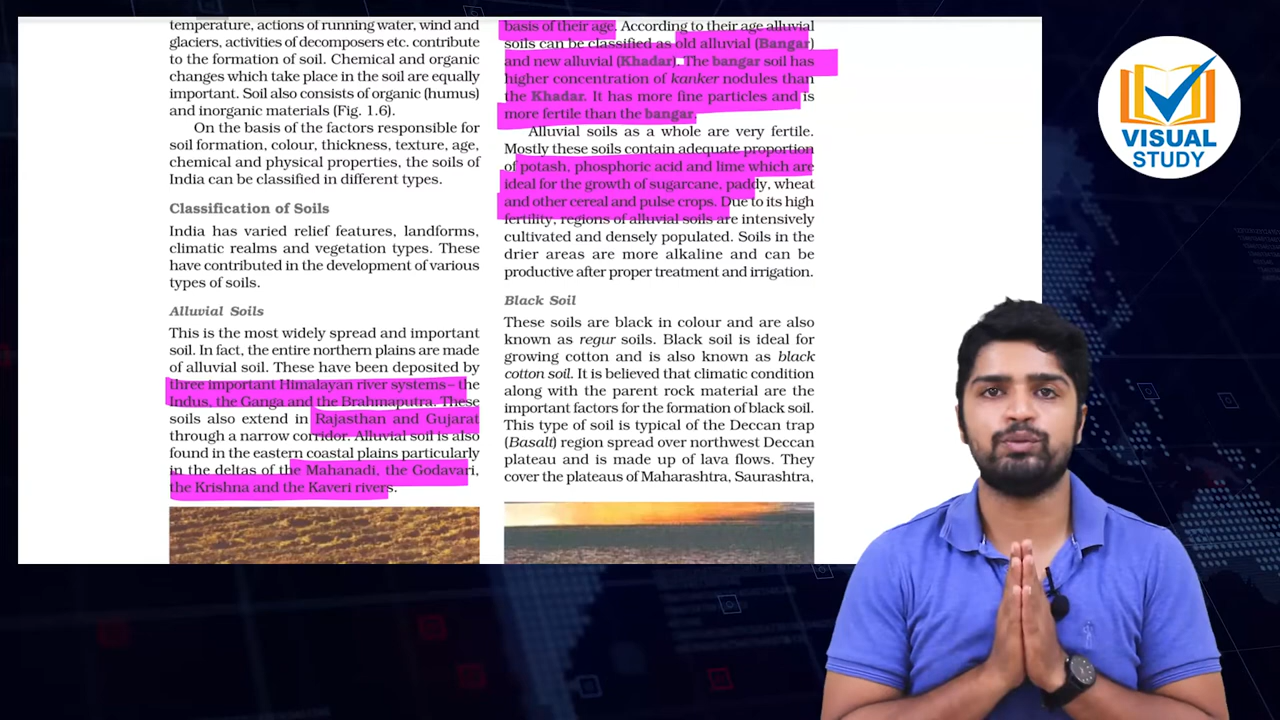 temperature, actions of running water, wind and
glaciers, activities of decomposers etc. contribute
to the formation of soil. Chemical and organic
changes which take place in the soil are equally
important. Soil also consists of organic (humus)
and inorganic materials (Fig. 1.6).
On the basis of the factors responsible for
soil formation, colour, thickness, texture, age,
chemical and physical properties, the soils of
India can be classified in different types.
Classification of Soils
India has varied relief features, landforms,
climatic realms and vegetation types. These
have contributed in the development of various
types of soils.
Alluvial Soils
This is the most widely spread and important
soil. In fact, the entire northern plains are made
of alluvial soil. These have been deposited by
three important Himalayan river systems – the
Indus, the Ganga and the Brahmaputra. These
soils also extend in Rajasthan and Gujarat
through a narrow corridor. Alluvial soil is also
found in the eastern coastal plains particularly
in the deltas of the Mahanadi, the Godavari,
the Krishna and the Kaveri rivers.
basis of their age. According to their age alluvial
soils can be classified as old alluvial (Bangar)
and new alluvial (Khadar). The bangar soil has
higher concentration of kanker nodules than
the Khadar. It has more fine particles and is
more fertile than the bangar.
Alluvial soils as a whole are very fertile.
Mostly these soils contain adequate proportion
of potash, phosphoric acid and lime which are
ideal for the growth of sugarcane, paddy, wheat
and other cereal and pulse crops. Due to its high
fertility, regions of alluvial soils are intensively
cultivated and densely populated. Soils in the
drier areas are more alkaline and can be
productive after proper treatment and irrigation.
Black Soil
These soils are black in colour and are also
known as regur soils. Black soil is ideal for
growing cotton and is also known as black
cotton soil. It is believed that climatic condition
along with the parent rock material are the
important factors for the formation of black soil.
This type of soil is typical of the Deccan trap
(Basalt) region spread over northwest Deccan
plateau and is made up of lava flows. They
cover the plateaus of Maharashtra, Saurashtra,
VISUAL
STUDY